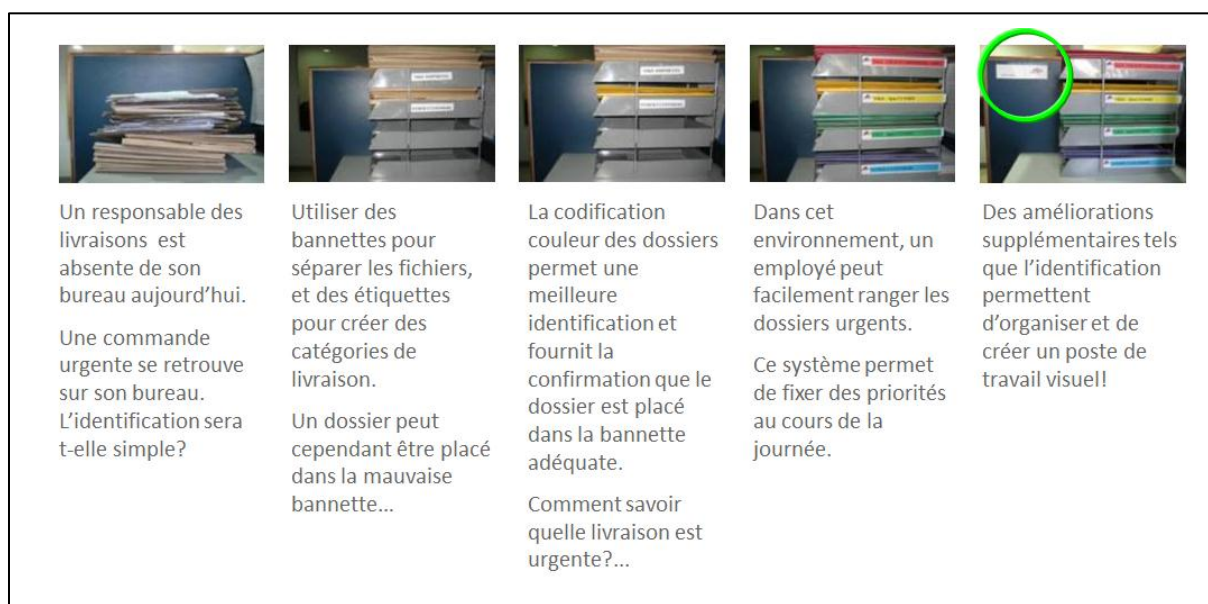 Un responsable des
livraisons est
absente de son
bureau aujourd’hui.
Une commande
urgente se retrouve
sur son bureau.
L’identification sera
t-elle simple?
Utiliser des
bannettes pour
séparer les fichiers,
et des étiquettes
pour créer des
catégories de
livraison.
Un dossier peut
cependant être placé
dans la mauvaise
bannette...
La codification
couleur des dossiers
permet une
meilleure
identification et
fournit la
confirmation que le
dossier est placé
dans la bannette
adéquate.
Comment savoir
quelle livraison est
urgente?...
Dans cet
environnement, un
employé peut
facilement ranger les
dossiers urgents.
Ce système permet
de fixer des priorités
au cours de la
journée.
Des améliorations
supplémentaires tels
que l’identification
permettent
d’organiser et de
créer un poste de
travail visuel!